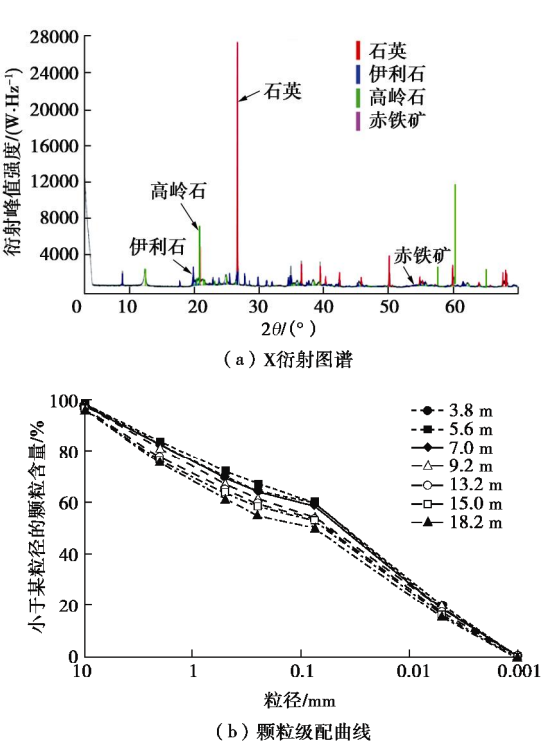 衍射峰值强度/(W·Hz⁻¹)
28000
24000
20000
16000
12000
8000
4000
石英
伊利石
高岭石
赤铁矿
石英
高岭石
伊利石
赤铁矿
0 10 20 30 40 50 60
2θ/(°)
(a) X衍射图谱
小于某粒径的颗粒含量/%
100
80
60
40
20
0
3.8 m
5.6 m
7.0 m
9.2 m
13.2 m
15.0 m
18.2 m
10 1 0.1 0.01 0.001
粒径/mm
(b) 颗粒级配曲线